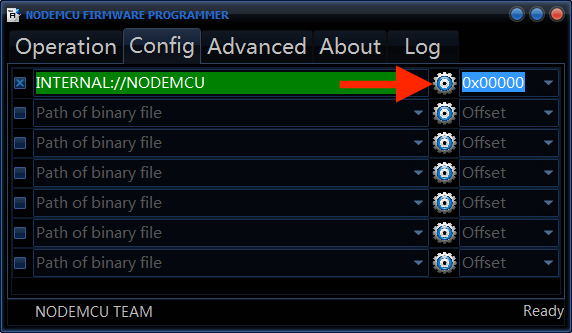 NODEMCU FIRMWARE PROGRAMMER
Operation Config Advanced About Log
INTERNAL://NODEMCU 0x00000
Path of binary file Offset
Path of binary file Offset
Path of binary file Offset
Path of binary file Offset
Path of binary file Offset
Path of binary file Offset
NODEMCU TEAM Ready